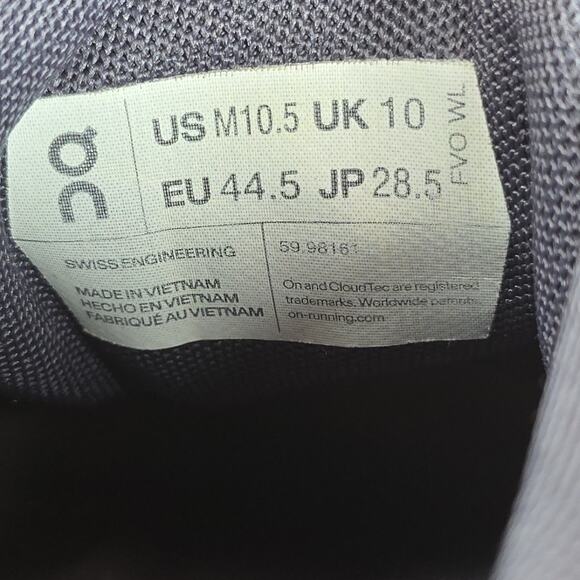 US M10.5 UK 10
EU 44.5 JP 28.5
FVO WL
SWISS ENGINEERING
59.98161
MADE IN VIETNAM
HECHO EN VIETNAM
FABRIQUÉ AU VIETNAM
On and CloudTec are registered
trademarks. Worldwide patents.
on-running.com